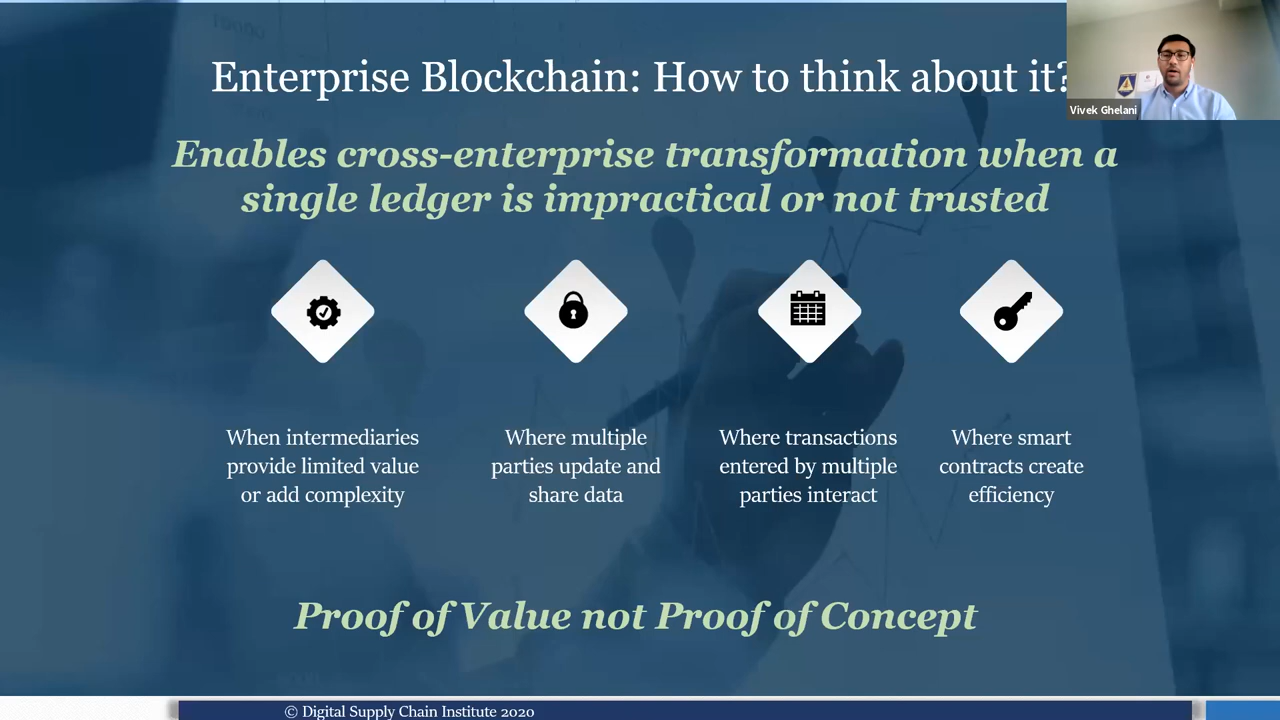 Enterprise Blockchain: How to think about it?
Vivek Ghelani
Enables cross-enterprise transformation when a
single ledger is impractical or not trusted
When intermediaries
provide limited value
or add complexity
Where multiple
parties update and
share data
Where transactions
entered by multiple
parties interact
Where smart
contracts create
efficiency
Proof of Value not Proof of Concept
© Digital Supply Chain Institute 2020